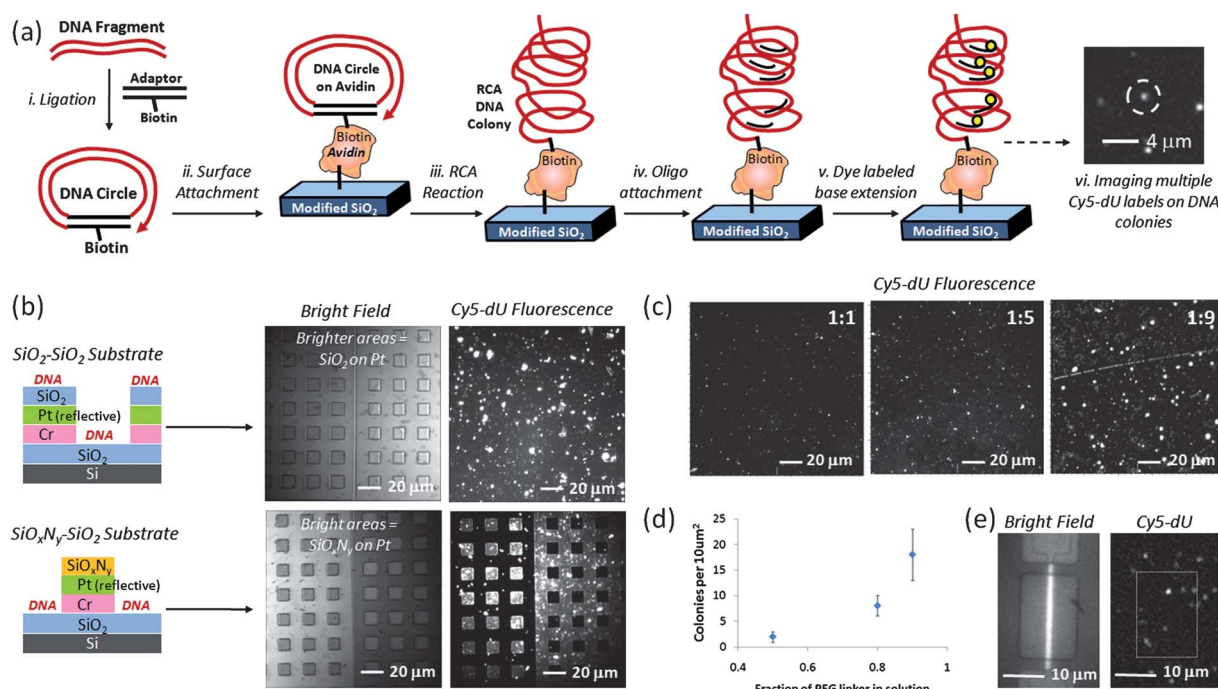 (a)
DNA Fragment
i. Ligation
Adaptor
Biotin
DNA Circle
Biotin
ii. Surface
Attachment
DNA Circle
on Avidin
Biotin
Avidin
Modified SiO₂
iii. RCA
Reaction
RCA
DNA
Colony
Biotin
Modified SiO₂
iv. Oligo
attachment
Biotin
Modified SiO₂
v. Dye labeled
base extension
Biotin
Modified SiO₂
4 μm
vi. Imaging multiple
Cy5-dU labels on DNA
colonies
(b)
SiO₂-SiO₂ Substrate
DNA
DNA
SiO₂
Pt (reflective)
Cr
DNA
SiO₂
Si
Bright Field
Brighter areas =
SiO₂ on Pt
20 μm
Cy5-dU Fluorescence
20 μm
SiOₓNᵧ-SiO₂ Substrate
SiOₓNᵧ
Pt (reflective)
DNA
Cr
DNA
SiO₂
Si
Bright areas =
SiOₓNᵧ on Pt
20 μm
20 μm
(c)
Cy5-dU Fluorescence
1:1
20 μm
1:5
20 μm
1:9
20 μm
(d)
Colonies per 10um²
25
20
15
10
5
0
0.4
0.6
0.8
1
Fraction of PEG linker in solution
(e)
Bright Field
10 μm
Cy5-dU
10 μm